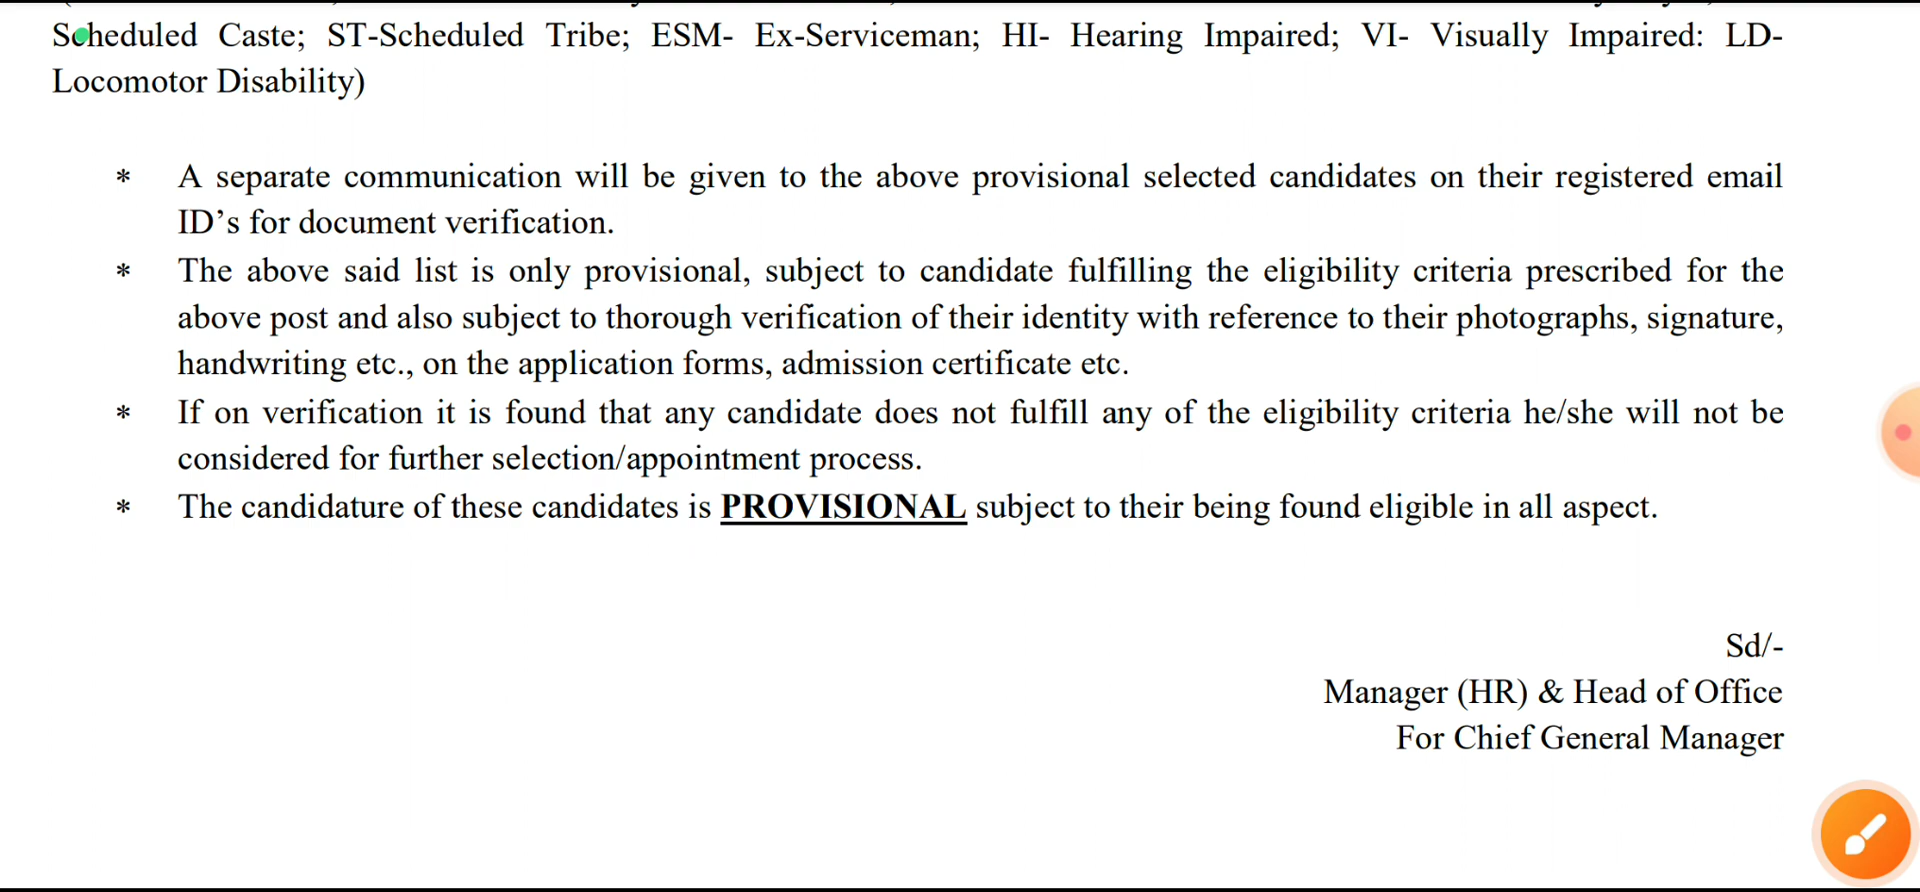 Scheduled Caste; ST-Scheduled Tribe; ESM- Ex-Serviceman; HI- Hearing Impaired; VI- Visually Impaired: LD-
Locomotor Disability)
* A separate communication will be given to the above provisional selected candidates on their registered email
ID’s for document verification.
* The above said list is only provisional, subject to candidate fulfilling the eligibility criteria prescribed for the
above post and also subject to thorough verification of their identity with reference to their photographs, signature,
handwriting etc., on the application forms, admission certificate etc.
* If on verification it is found that any candidate does not fulfill any of the eligibility criteria he/she will not be
considered for further selection/appointment process.
* The candidature of these candidates is PROVISIONAL subject to their being found eligible in all aspect.
Sd/-
Manager (HR) & Head of Office
For Chief General Manager